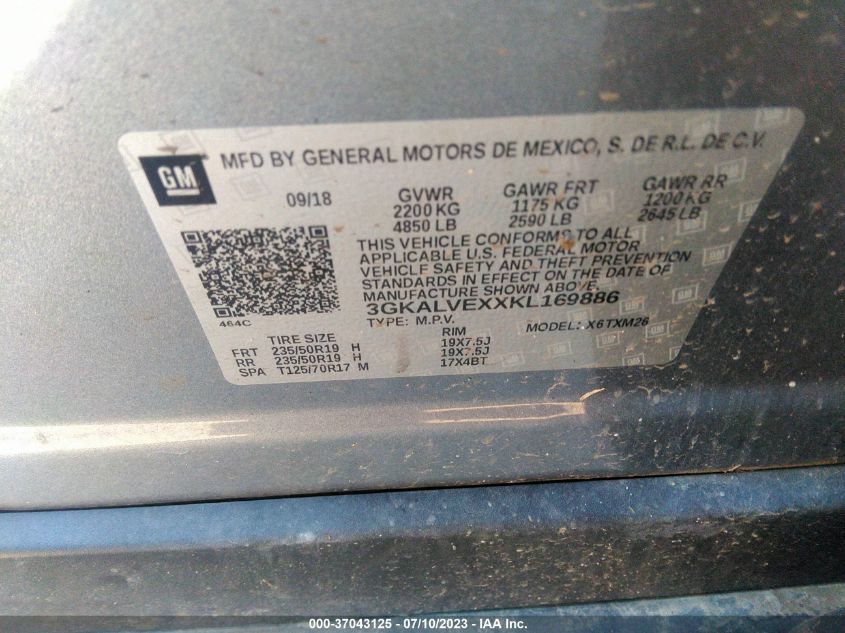 GM
MFD BY GENERAL MOTORS DE MEXICO, S. DE R.L. DE C.V.
09/18 GVWR GAWR FRT GAWR RR
2200 KG 1175 KG 1200 KG
4850 LB 2590 LB 2645 LB
THIS VEHICLE CONFORMS TO ALL
APPLICABLE U.S. FEDERAL MOTOR
VEHICLE SAFETY AND THEFT PREVENTION
STANDARDS IN EFFECT ON THE DATE OF
MANUFACTURE SHOWN ABOVE.
3GKALVEXXKL169886
464C TYPE: M.P.V. MODEL: X6TXM26
TIRE SIZE RIM
FRT 235/50R19 H 19X7.5J
RR 235/50R19 H 19X7.5J
SPA T125/70R17 M 17X4BT
000-37043125 - 07/10/2023 - IAA Inc.